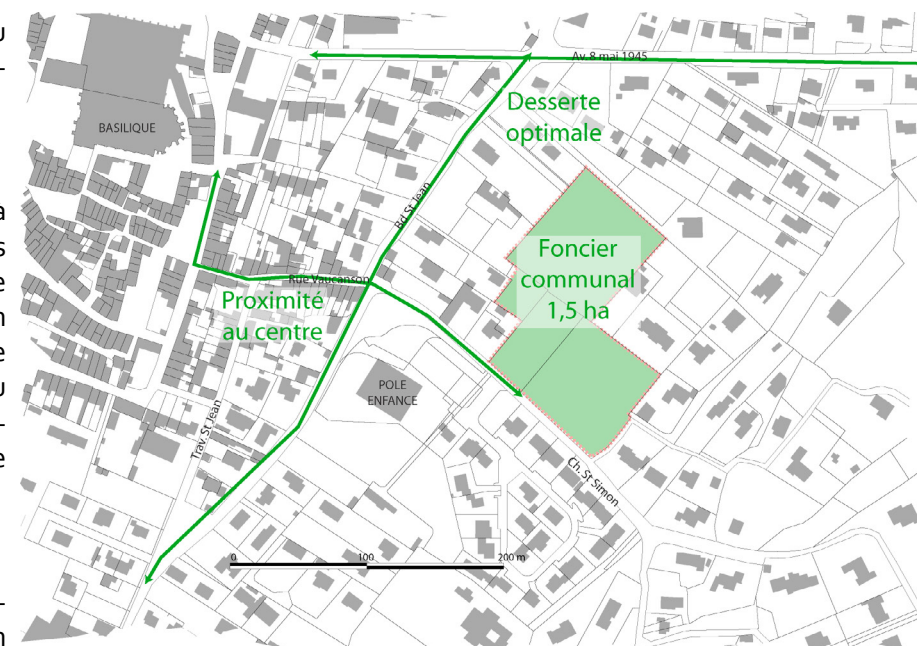 Av. 8 mai 1945
Desserte
optimale
BASILIQUE
Bd St Jean
Foncier
communal
1,5 ha
Rue Vaucanson
Proximité
au centre
POLE
ENFANCE
Trav. St Jean
Ch. St Simon
0 100 200 m